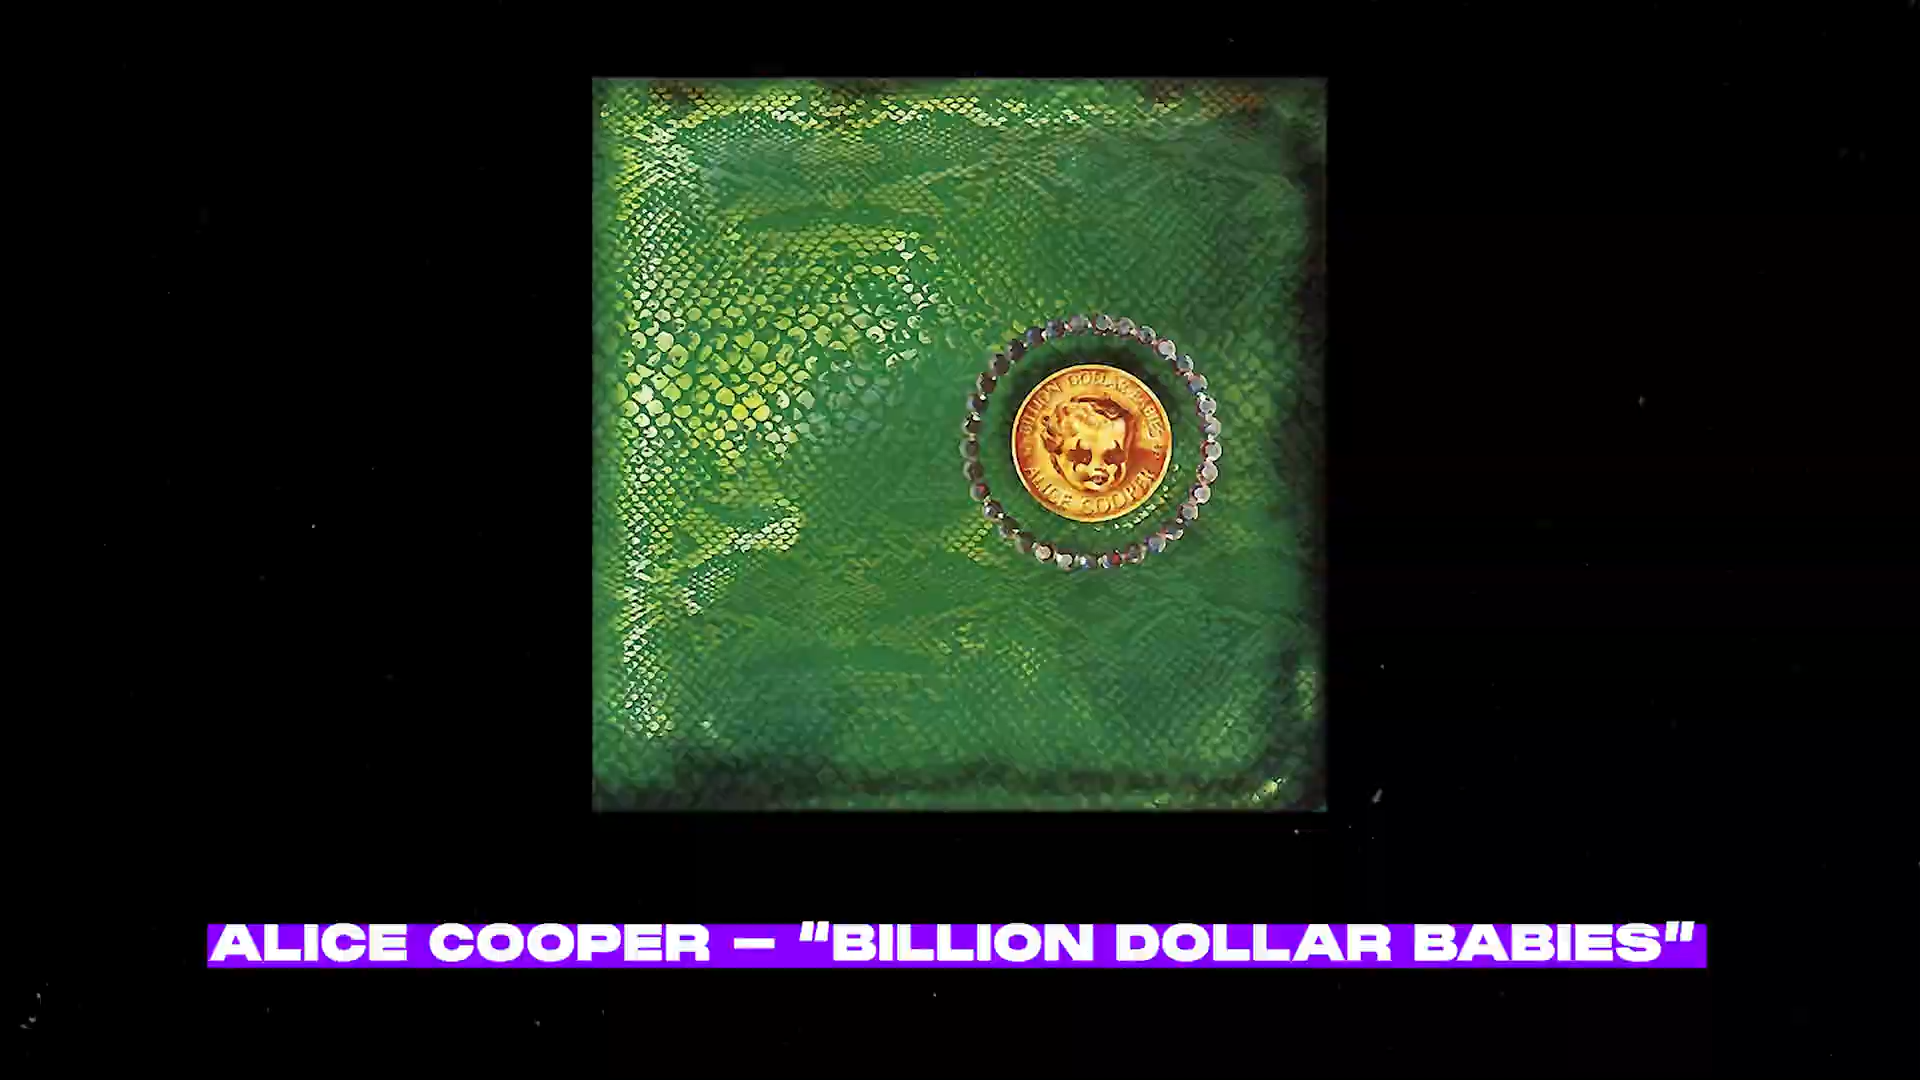 BILLION DOLLAR BABIES
ALICE COOPER
ALICE COOPER – "BILLION DOLLAR BABIES"